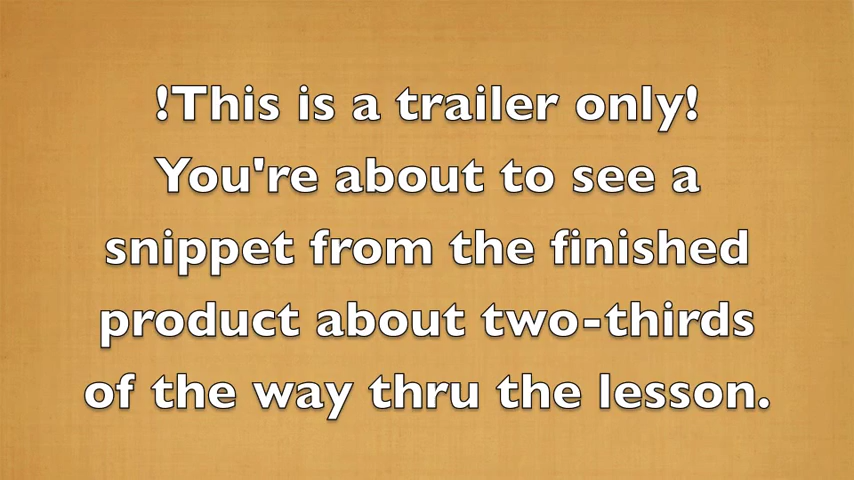 !This is a trailer only!
You're about to see a
snippet from the finished
product about two-thirds
of the way thru the lesson.